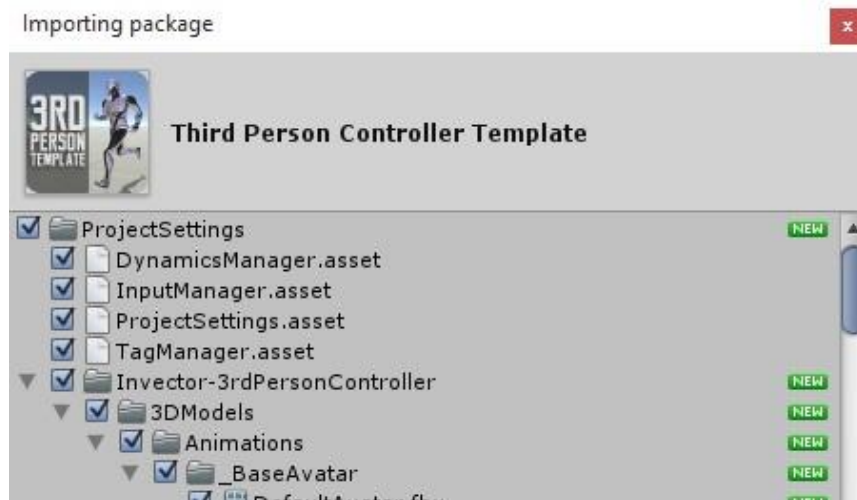 Importing package
x
3RD
PERSON
TEMPLATE
Third Person Controller Template
ProjectSettings NEW
DynamicsManager.asset
InputManager.asset
ProjectSettings.asset
TagManager.asset
Invector-3rdPersonController NEW
3DModels NEW
Animations NEW
_BaseAvatar NEW